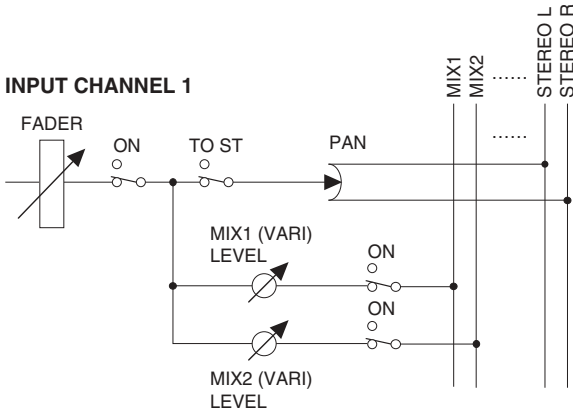 INPUT CHANNEL 1
FADER
ON
TO ST
PAN
MIX1
MIX2
......
STEREO L
STEREO R
......
MIX1 (VARI)
LEVEL
ON
ON
MIX2 (VARI)
LEVEL